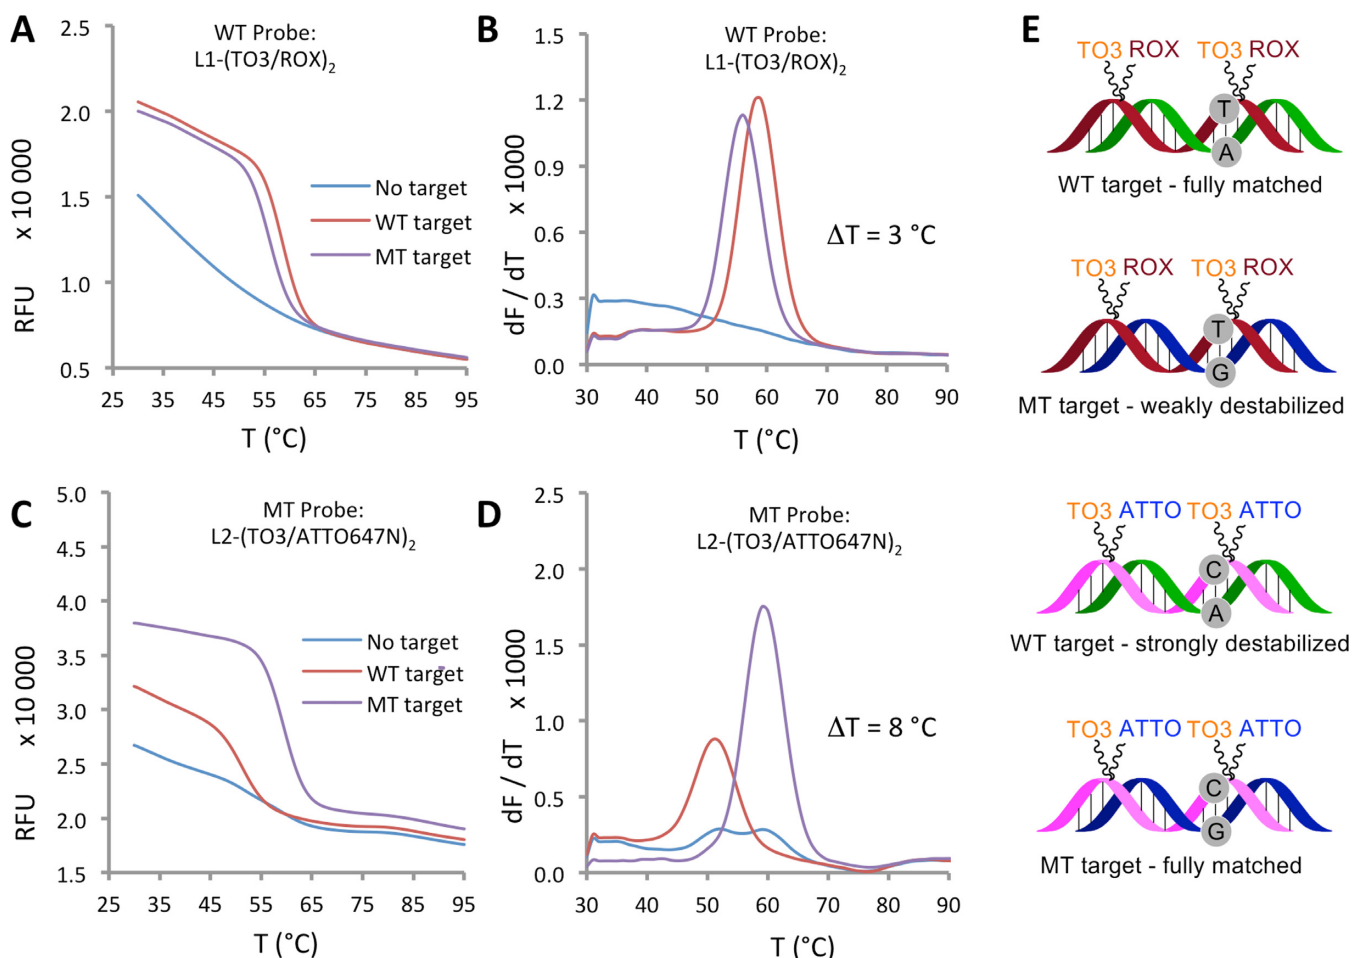 A
WT Probe:
L1-(TO3/ROX)2
2.5
2.0
1.5
1.0
0.5
RFU x 10 000
No target
WT target
MT target
25 35 45 55 65 75 85 95
T (°C)
B
WT Probe:
L1-(TO3/ROX)2
1.5
1.2
0.9
0.6
0.3
0.0
dF / dT x 1000
ΔT = 3 °C
30 40 50 60 70 80 90
T (°C)
C
MT Probe:
L2-(TO3/ATTO647N)2
5.0
4.5
4.0
3.5
3.0
2.5
2.0
1.5
RFU x 10 000
No target
WT target
MT target
25 35 45 55 65 75 85 95
T (°C)
D
MT Probe:
L2-(TO3/ATTO647N)2
2.5
2.0
1.5
1.0
0.5
0.0
dF / dT x 1000
ΔT = 8 °C
30 40 50 60 70 80 90
T (°C)
E
TO3 ROX TO3 ROX
T
A
WT target - fully matched
TO3 ROX TO3 ROX
T
G
MT target - weakly destabilized
TO3 ATTO TO3 ATTO
C
A
WT target - strongly destabilized
TO3 ATTO TO3 ATTO
C
G
MT target - fully matched